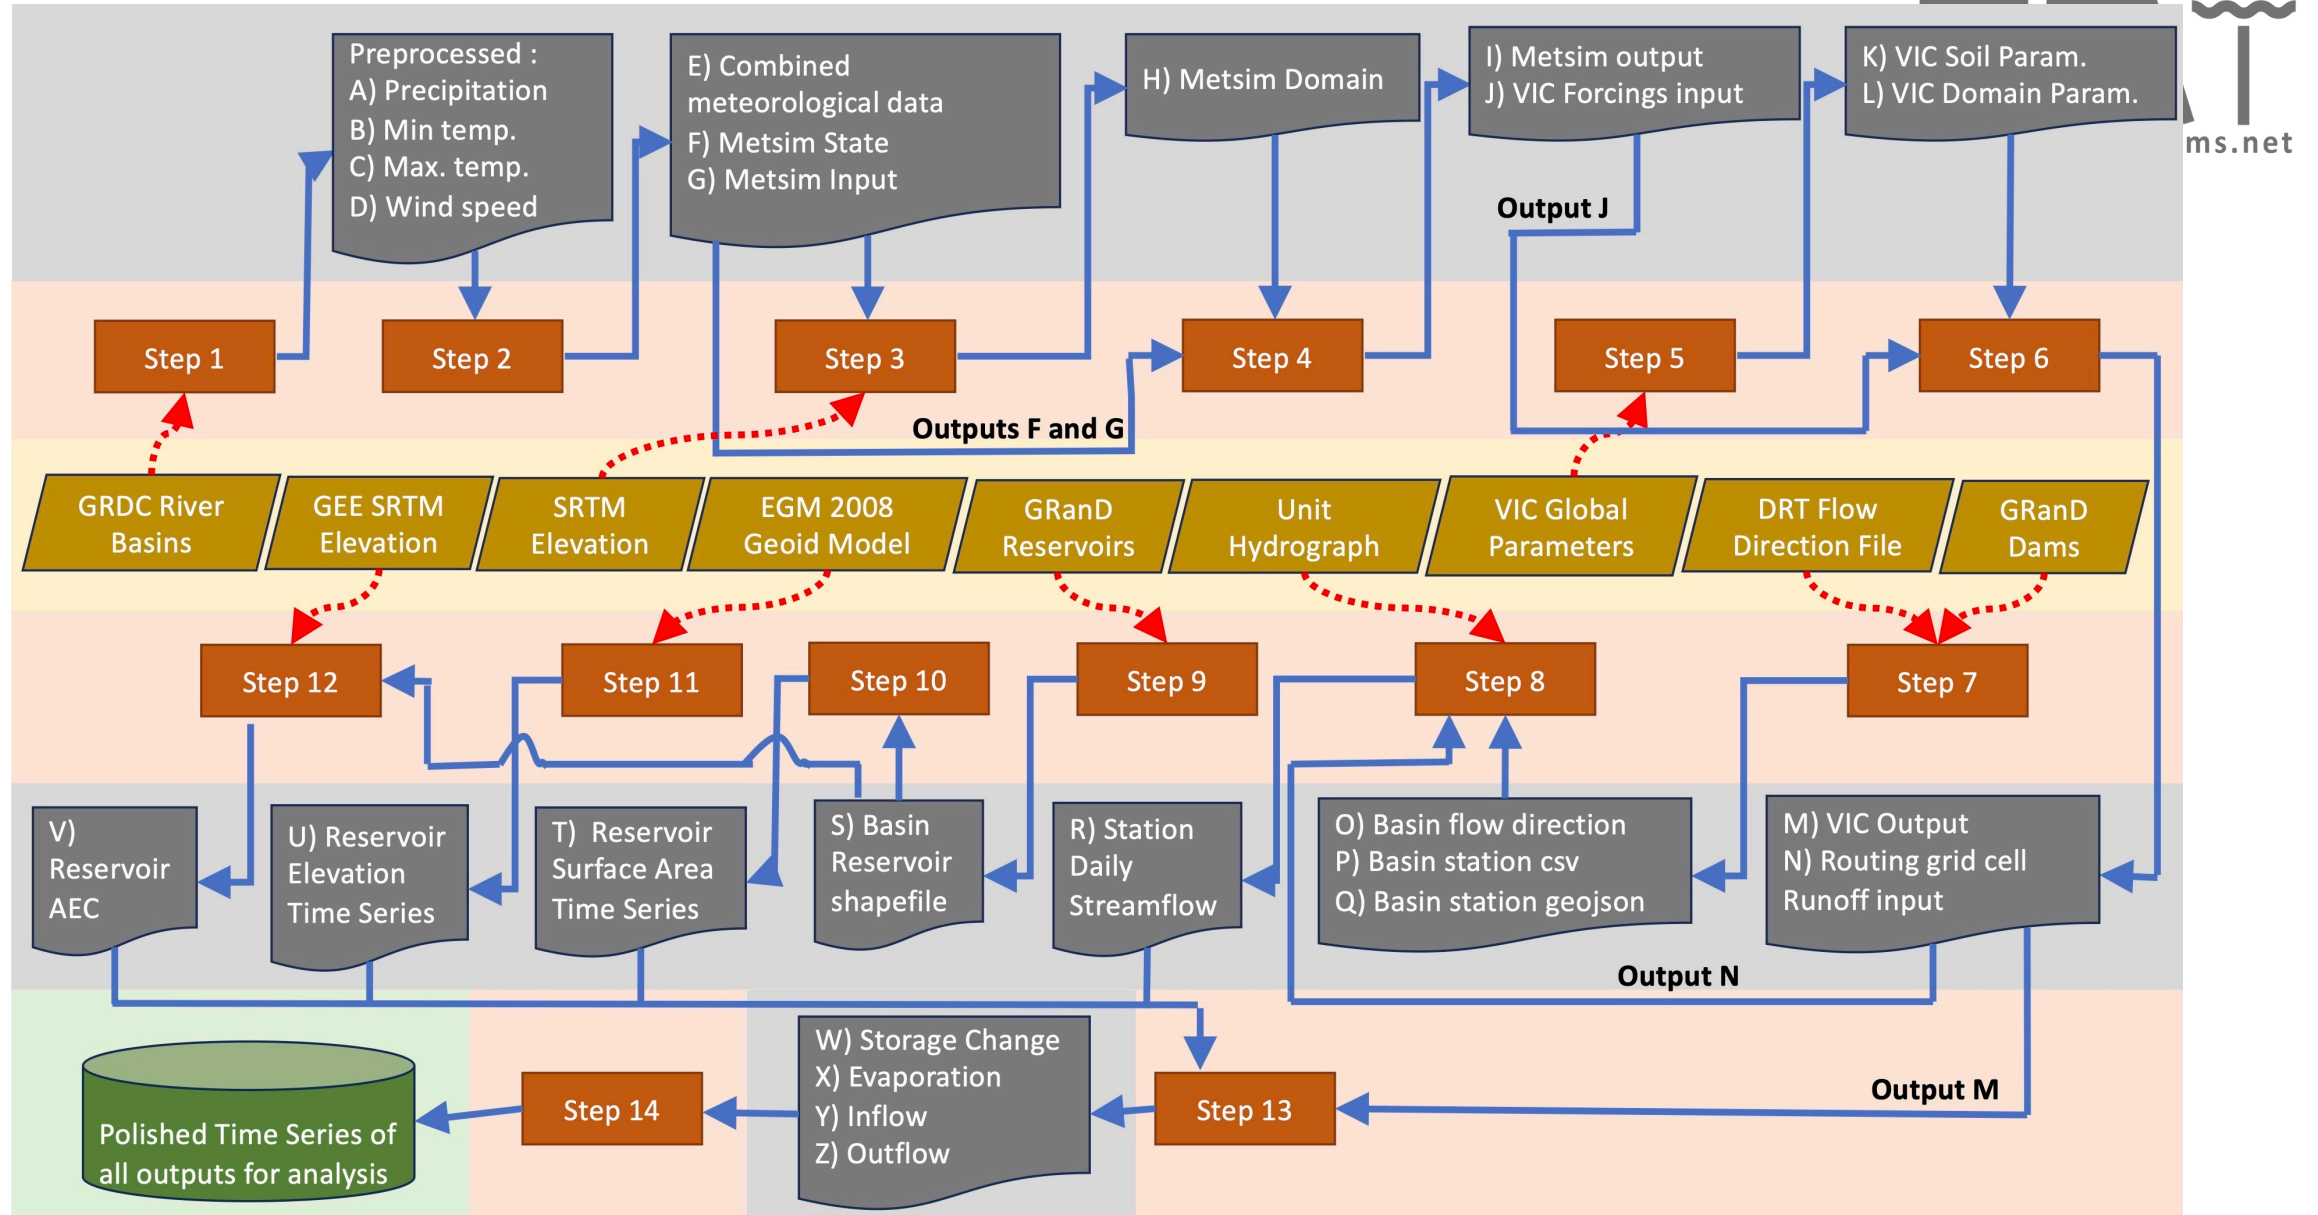 Preprocessed :
A) Precipitation
B) Min temp.
C) Max. temp.
D) Wind speed
E) Combined
meteorological data
F) Metsim State
G) Metsim Input
H) Metsim Domain
I) Metsim output
J) VIC Forcings input
K) VIC Soil Param.
L) VIC Domain Param.
ms.net
Output J
Step 1
Step 2
Step 3
Step 4
Step 5
Step 6
Outputs F and G
GRDC River
Basins
GEE SRTM
Elevation
SRTM
Elevation
EGM 2008
Geoid Model
GRanD
Reservoirs
Unit
Hydrograph
VIC Global
Parameters
DRT Flow
Direction File
GRanD
Dams
Step 12
Step 11
Step 10
Step 9
Step 8
Step 7
V)
Reservoir
AEC
U) Reservoir
Elevation
Time Series
T) Reservoir
Surface Area
Time Series
S) Basin
Reservoir
shapefile
R) Station
Daily
Streamflow
O) Basin flow direction
P) Basin station csv
Q) Basin station geojson
M) VIC Output
N) Routing grid cell
Runoff input
Output N
Polished Time Series of
all outputs for analysis
Step 14
W) Storage Change
X) Evaporation
Y) Inflow
Z) Outflow
Step 13
Output M